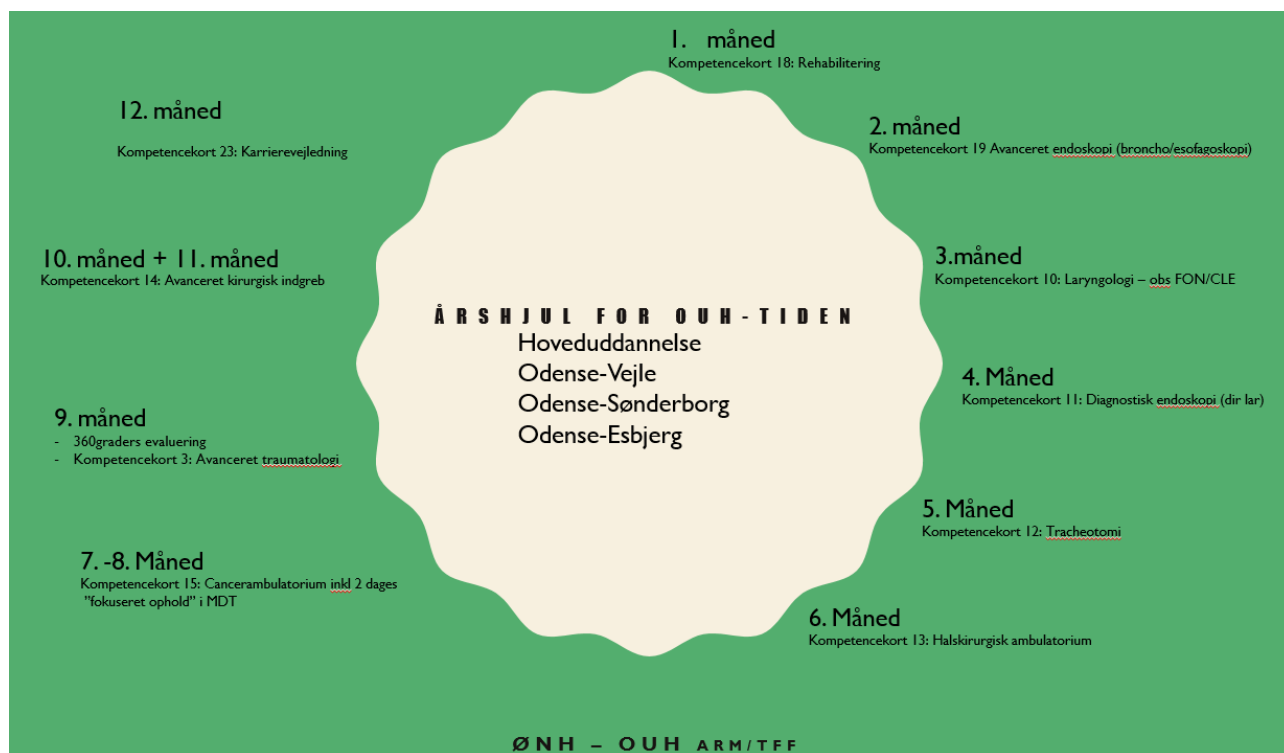 1. måned
Kompetencekort 18: Rehabilitering
2. måned
Kompetencekort 19 Avanceret endoskopi (broncho/esofagoskopi)
3.måned
Kompetencekort 10: Laryngologi – obs FON/CLE
4. Måned
Kompetencekort 11: Diagnostisk endoskopi (dir lar)
5. Måned
Kompetencekort 12: Tracheotomi
6. Måned
Kompetencekort 13: Halskirurgisk ambulatorium
7. -8. Måned
Kompetencekort 15: Cancerambulatorium inkl 2 dages
”fokuseret ophold” i MDT
9. måned
- 360graders evaluering
- Kompetencekort 3: Avanceret traumatologi
10. måned + 11. måned
Kompetencekort 14: Avanceret kirurgisk indgreb
12. måned
Kompetencekort 23: Karrierevejledning
ÅRSHJUL FOR OUH-TIDEN
Hoveduddannelse
Odense-Vejle
Odense-Sønderborg
Odense-Esbjerg
ØNH – OUH ARM/TFF